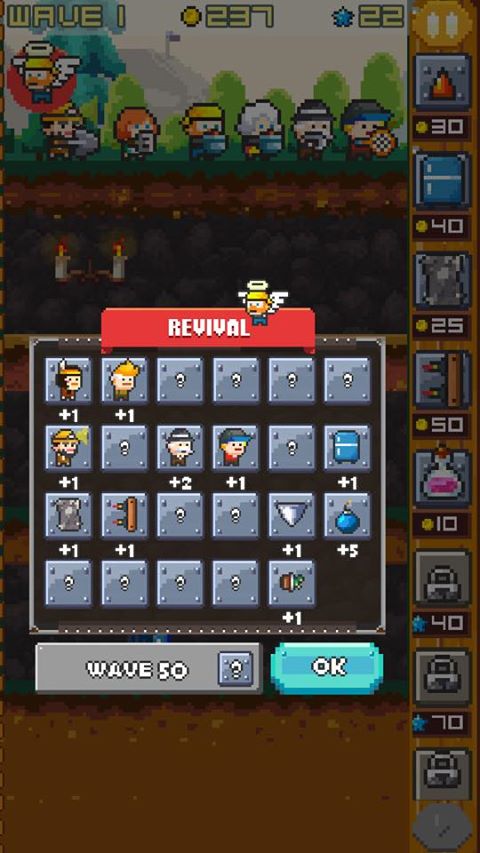 WAVE 1 237 22
30
40
25
REVIVAL
? ? ? ?
+1 +1
50
? ?
+1 +2 +1 +1
? ?
10
+1 +1 +1 +5
? ? ? ?
+1
40
WAVE 50 ? OK
70